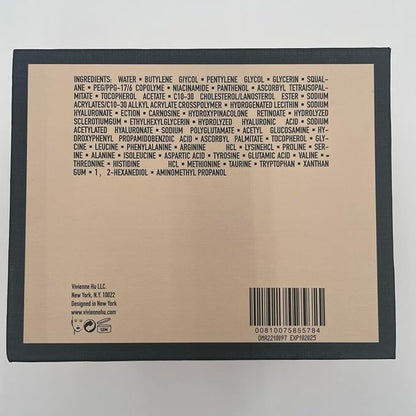 INGREDIENTS: WATER • BUTYLENE GIYCOL • PENTYLENE GLYCOL • GLYCERIN • SQUAL-
ANE • PEG/PPG-17/6 COPOLYME • NIACINAMIDE • PANTHENOL • ASCORBYL TETRAISOPAL-
MITATE • TOCOPHEROL ACETATE • C10-30 CHOLESTEROL/LANOSTEROL ESTER • SODIUM
ACRYLATES/C10-30 ALLKYL ACRYLATE CROSSPOLYMER • HYDROGENATED LECITHIN • SODIUM
HYALURONATE • ECTION • CARNOSINE • HYDROXYPINACOLONE RETINOATE • HYDROLYZED
SCLEROTIUMGUM • ETHYLHEXYLGLYCERIN • HYDROLYZED HYALURONIC ACID • SODIUM
ACETYLATED HYALURONATE • SODIUM POLYGLUTAMATE • ACETYL GLUCOSAMINE • HY-
DROXYPHENYL PROPAMIDOBENZOIC ACID • ASCORBYL PALMITATE • TOCOPHEROL • GLY-
CINE • LEUCINE • PHENYLALANINE • ARGININE HCL • LYSINEHCL • PROLINE • SER-
INE • ALANINE • ISOLEUCINE • ASPARTIC ACID • TYROSINE • GLUTAMIC ACID • VALINE •
THREONINE • HISTIDINE HCL • METHIONINE • TAURINE • TRYPTOPHAN • XANTHAN
GUM • 1, 2-HEXANEDIOL • AMINOMETHYL PROPANOL
Vivienne Hu LLC.
New York, N.Y. 10022
Designed in New York
www.viviennehu.com
12M
00810075655784
OMR2210897 EXP102025